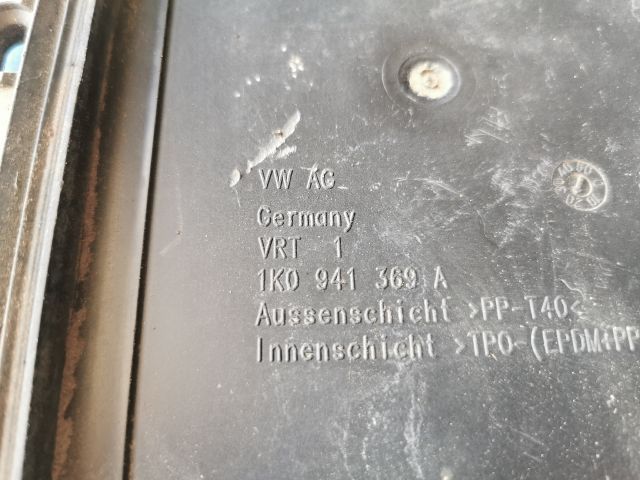 VW AG
Germany
VRT 1
1K0 941 369 A
Aussenschicht >PP-T40<
Innenschicht >TPO-(EPDM+PP